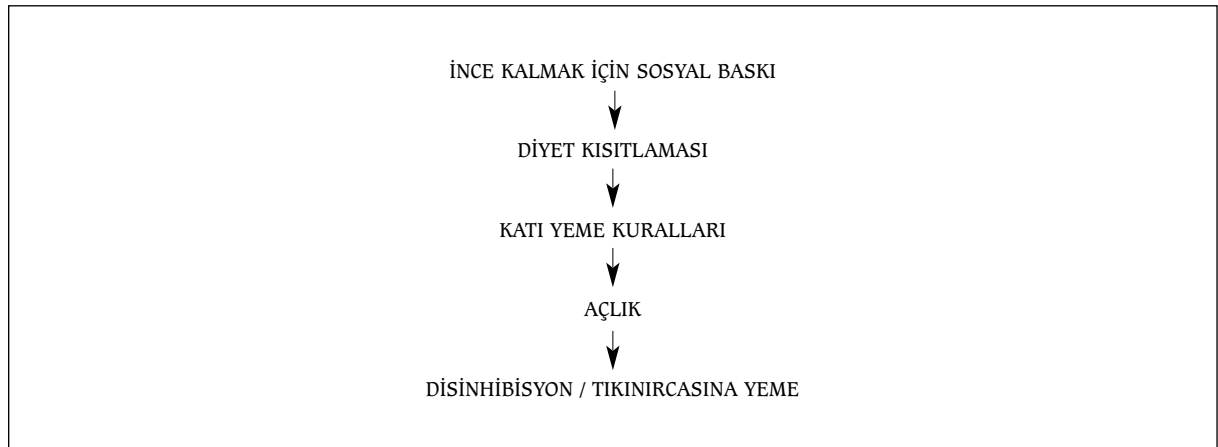 İNCE KALMAK İÇİN SOSYAL BASKI
DİYET KISITLAMASI
KATI YEME KURALLARI
AÇLIK
DİSİNHİBİSYON / TIKINIRCASINA YEME